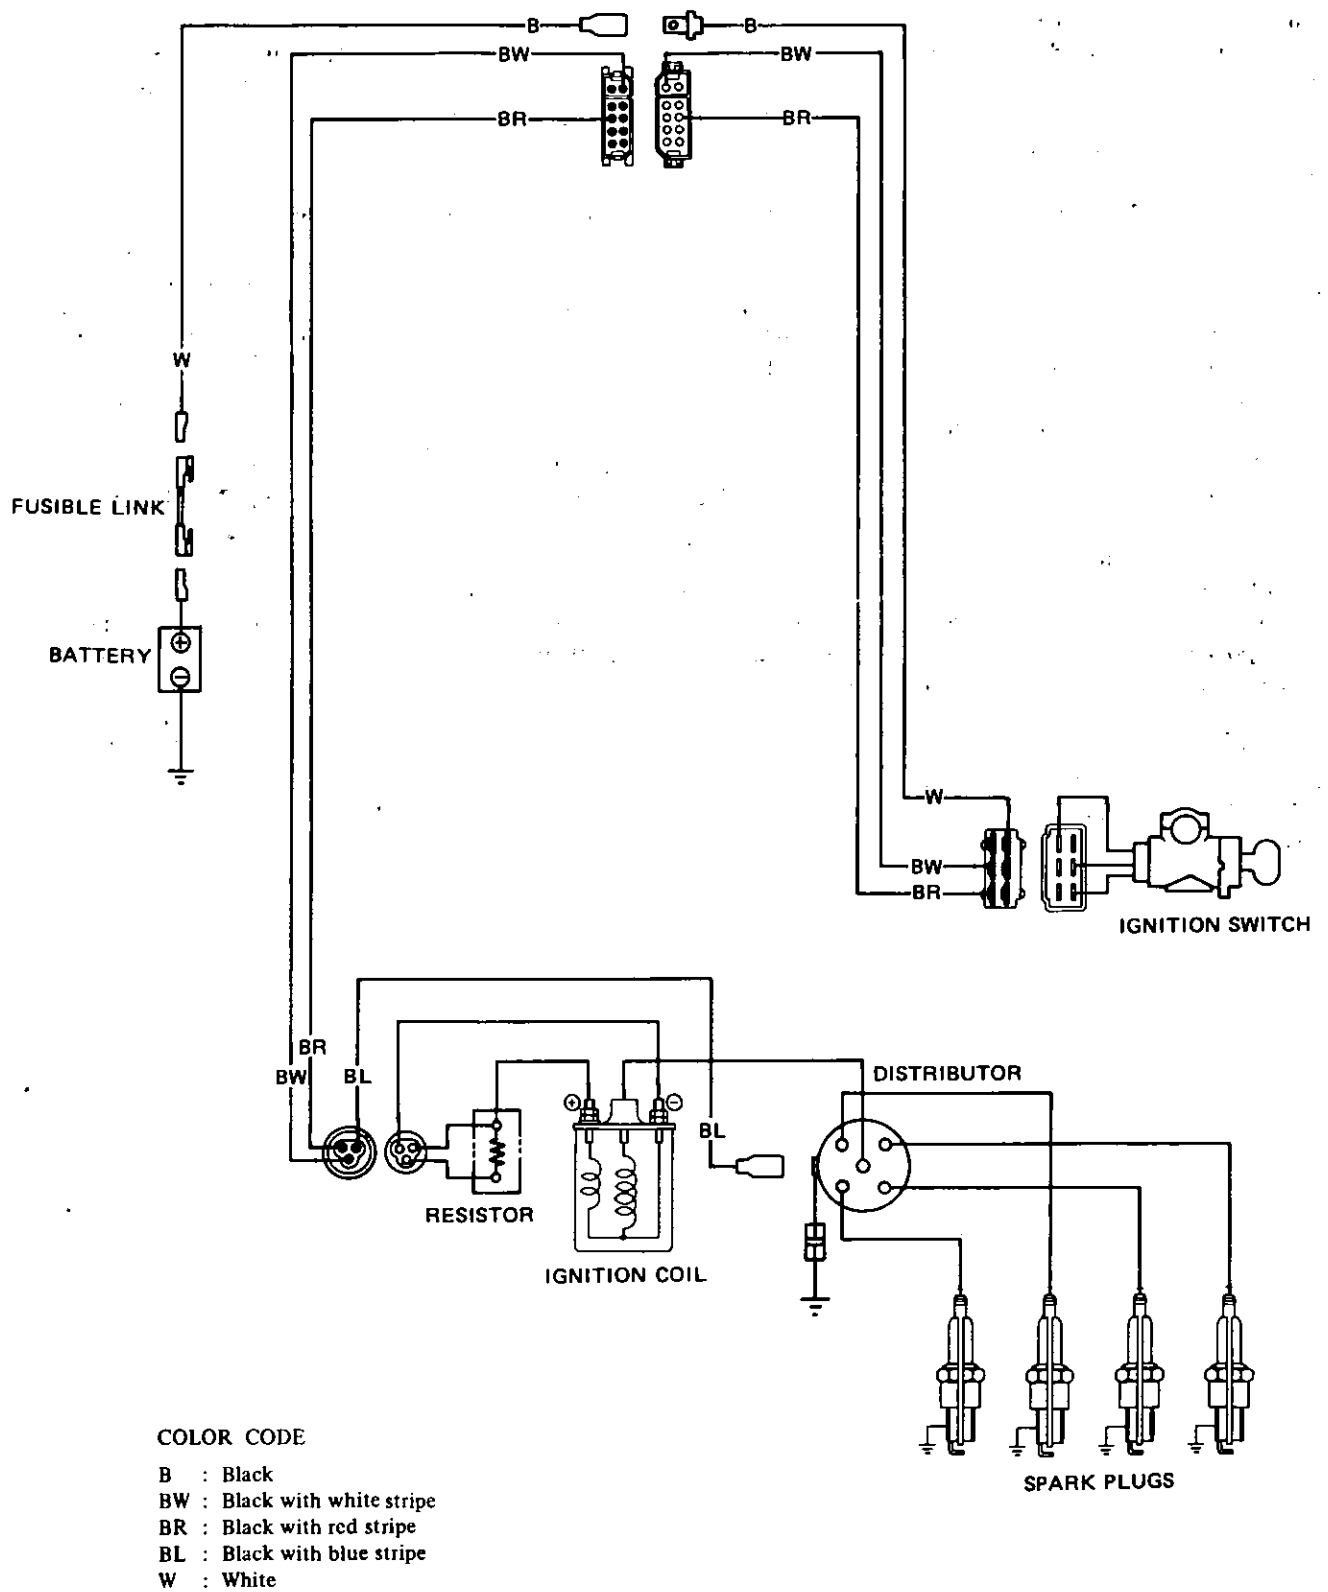 B
B
BW
BW
BR
BR
W
FUSIBLE LINK
BATTERY
W
BW
BR
IGNITION SWITCH
BR
BW
BL
DISTRIBUTOR
BL
RESISTOR
IGNITION COIL
SPARK PLUGS
COLOR CODE
B : Black
BW : Black with white stripe
BR : Black with red stripe
BL : Black with blue stripe
W : White